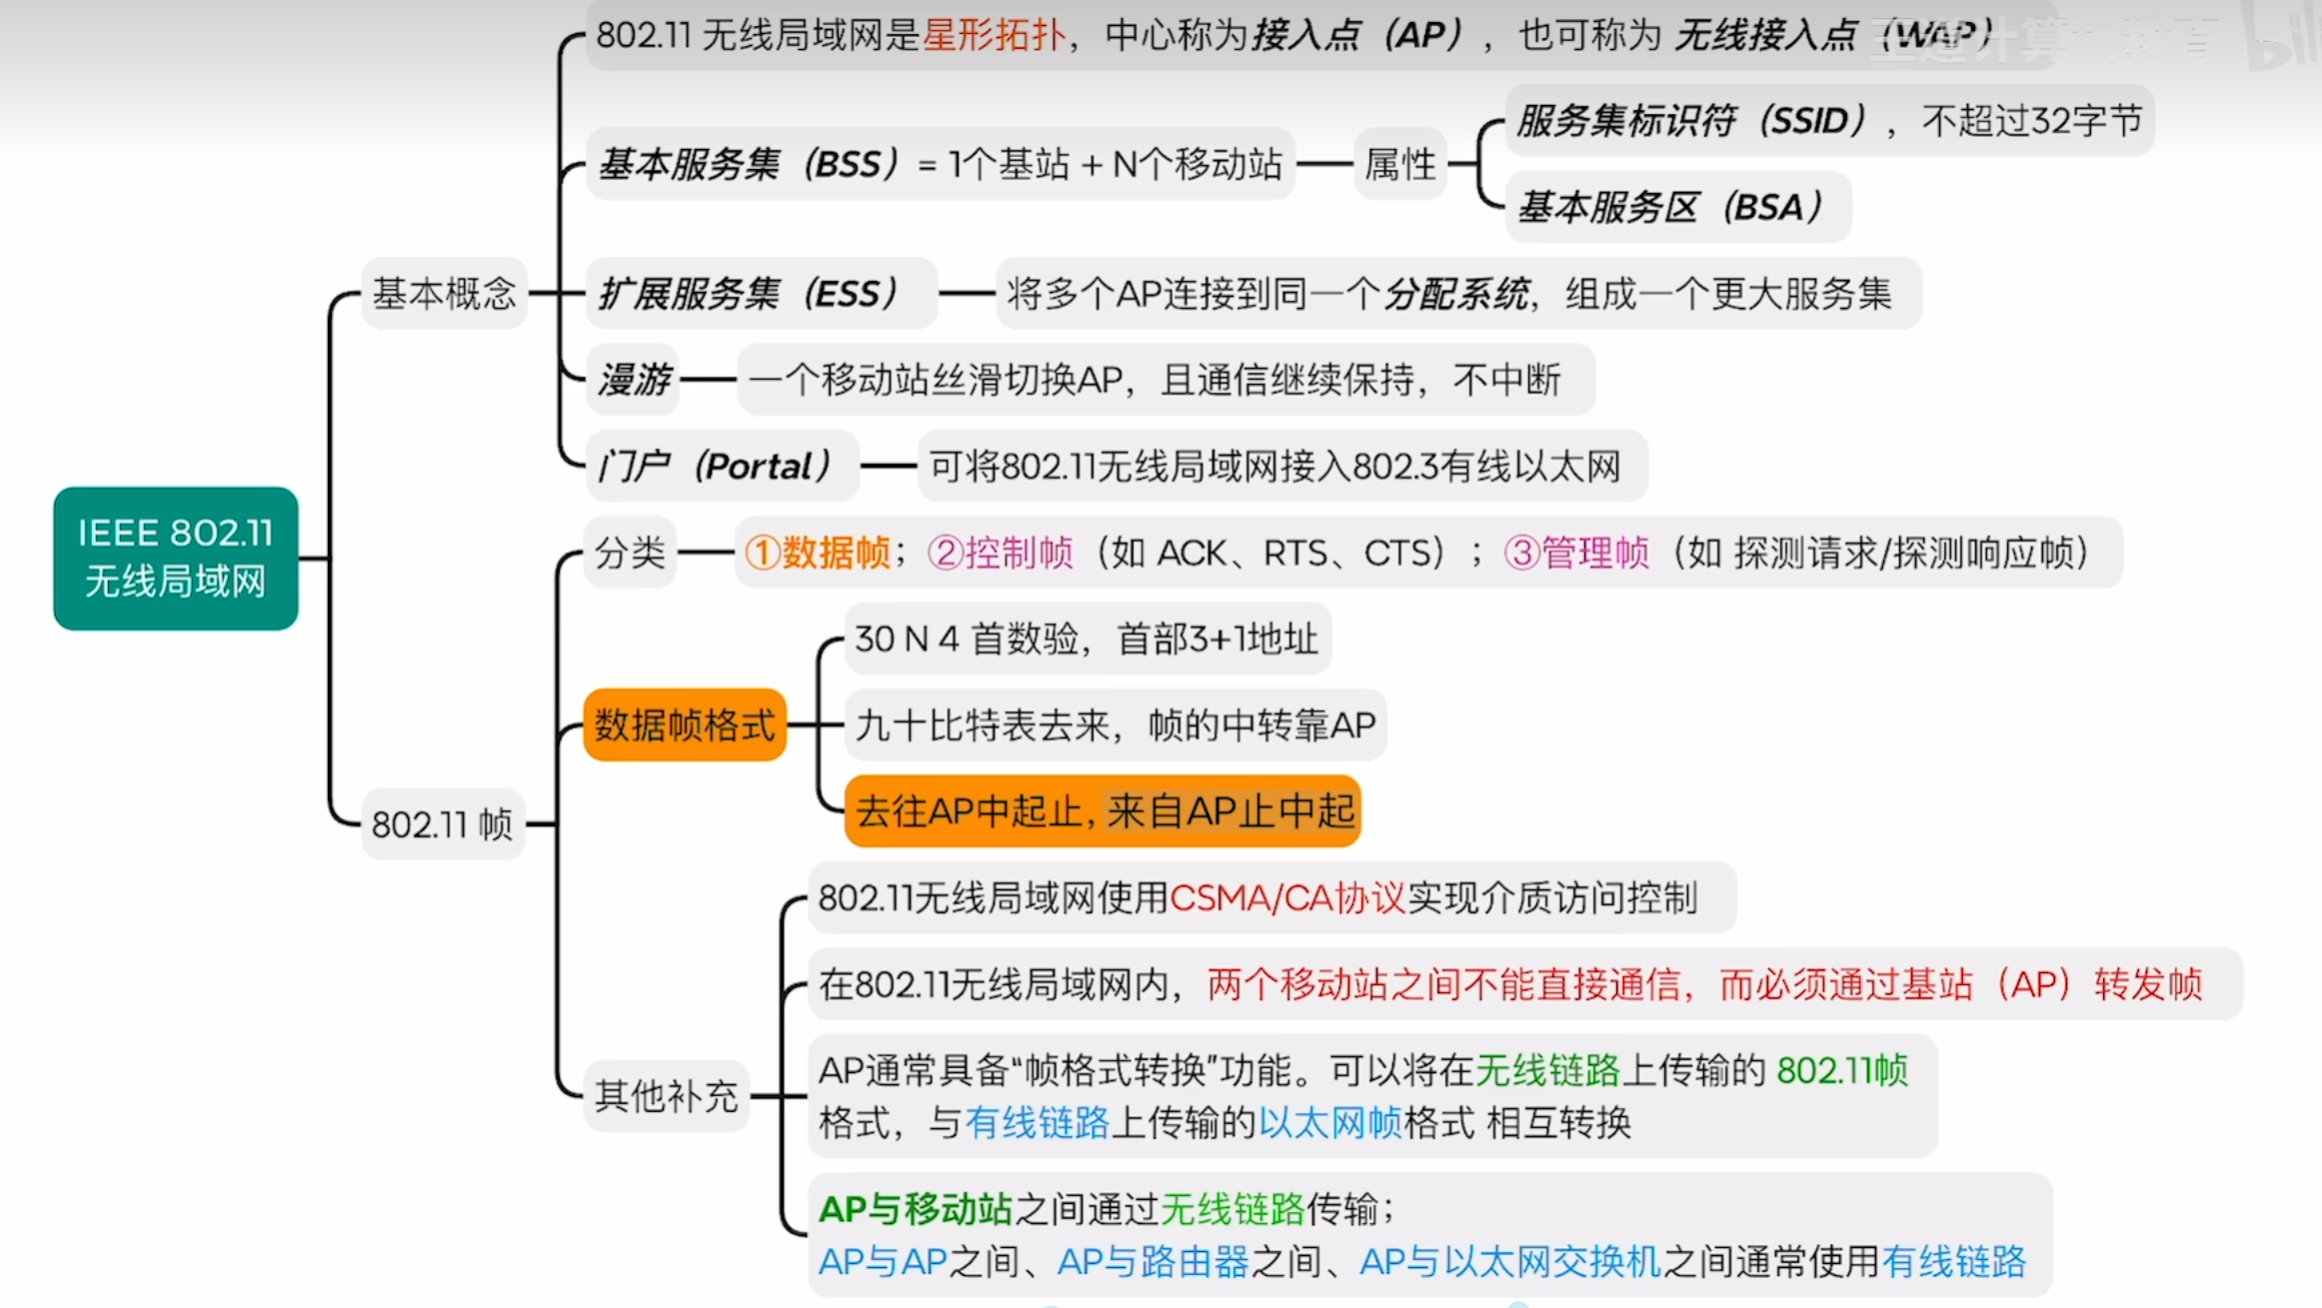 802.11 无线局域网是星形拓扑，中心称为接入点（AP），也可称为 无线接入点（WAP）
基本服务集（BSS）= 1个基站 + N个移动站
属性
服务集标识符（SSID），不超过32字节
基本服务区（BSA）
基本概念
扩展服务集（ESS）
将多个AP连接到同一个分配系统，组成一个更大服务集
漫游
一个移动站丝滑切换AP，且通信继续保持，不中断
门户（Portal）
可将802.11无线局域网接入802.3有线以太网
IEEE 802.11
无线局域网
分类
①数据帧；②控制帧（如 ACK、RTS、CTS）；③管理帧（如 探测请求/探测响应帧）
数据帧格式
30 N 4 首数验，首部3+1地址
九十比特表去来，帧的中转靠AP
去往AP中起止, 来自AP止中起
802.11 帧
802.11无线局域网使用CSMA/CA协议实现介质访问控制
在802.11无线局域网内，两个移动站之间不能直接通信，而必须通过基站（AP）转发帧
其他补充
AP通常具备“帧格式转换”功能。可以将在无线链路上传输的 802.11帧
格式，与有线链路上传输的以太网帧格式 相互转换
AP与移动站之间通过无线链路传输；
AP与AP之间、AP与路由器之间、AP与以太网交换机之间通常使用有线链路